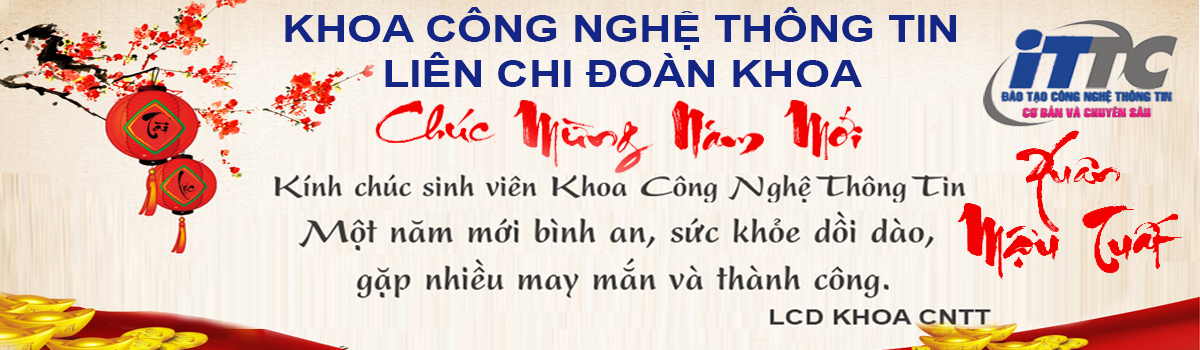 KHOA CÔNG NGHỆ THÔNG TIN
LIÊN CHI ĐOÀN KHOA
Chúc Mừng Năm Mới
Kính chúc sinh viên Khoa Công Nghệ Thông Tin
Một năm mới bình an, sức khỏe dồi dào,
gặp nhiều may mắn và thành công.
LCD KHOA CNTT
iTTC
ĐÀO TẠO CÔNG NGHỆ THÔNG TIN
CƠ BẢN VÀ CHUYÊN SÂU
Xuân
Mậu Tuất
Tài
Lộc